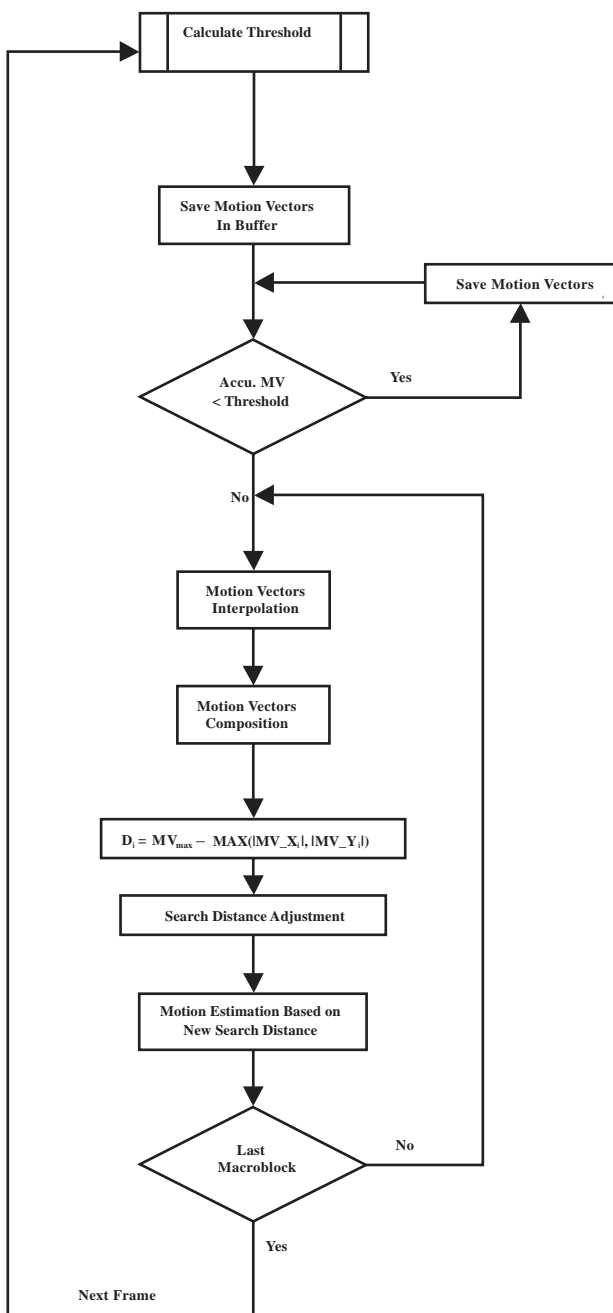 Calculate Threshold
Save Motion Vectors
In Buffer
Save Motion Vectors
Accu. MV
< Threshold
Yes
No
Motion Vectors
Interpolation
Motion Vectors
Composition
Dᵢ = MVₘₐₓ – MAX(|MV_Xᵢ|, |MV_Yᵢ|)
Search Distance Adjustment
Motion Estimation Based on
New Search Distance
Last
Macroblock
No
Yes
Next Frame